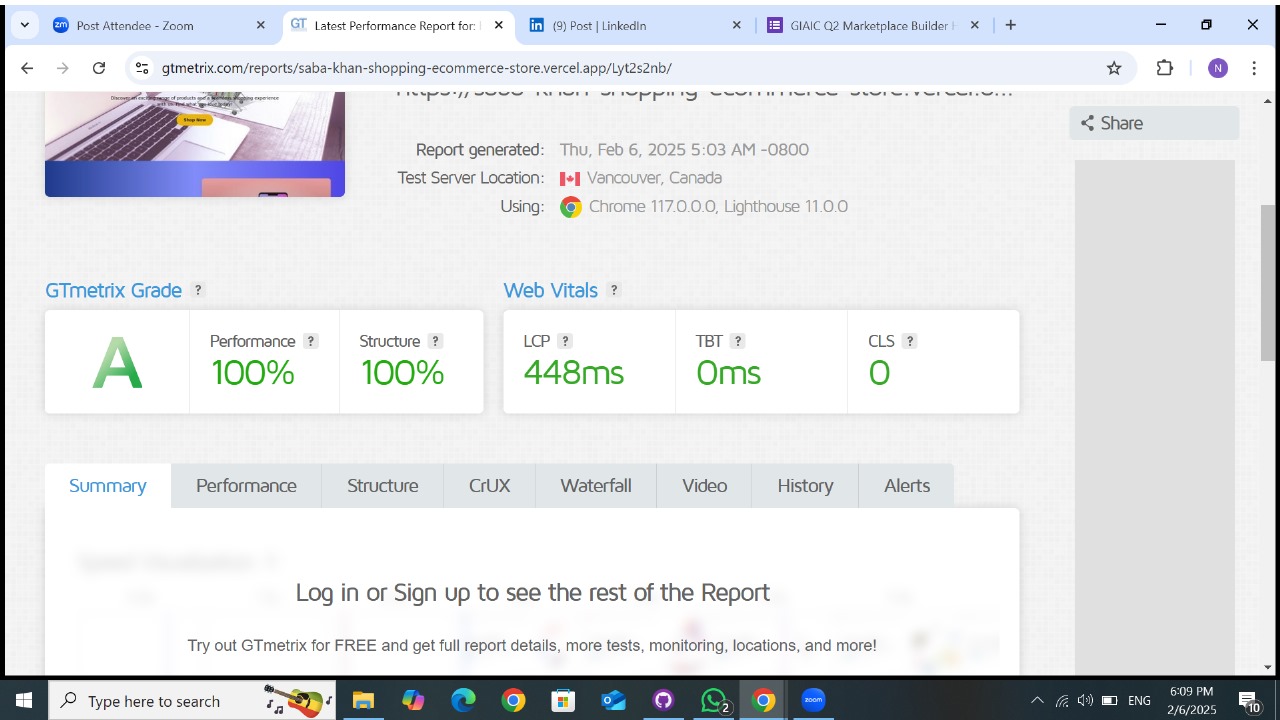 Post Attendee - Zoom
GT Latest Performance Report for:
(9) Post | LinkedIn
GIAIC Q2 Marketplace Builder
gtmetrix.com/reports/saba-khan-shopping-ecommerce-store.vercel.app/Lyt2s2nb/
N
Shop Now
Share
Report generated: Thu, Feb 6, 2025 5:03 AM -0800
Test Server Location: Vancouver, Canada
Using: Chrome 117.0.0.0, Lighthouse 11.0.0
GTmetrix Grade ?
Web Vitals ?
A
Performance ?
100%
Structure ?
100%
LCP ?
448ms
TBT ?
0ms
CLS ?
0
Summary
Performance
Structure
CrUX
Waterfall
Video
History
Alerts
Log in or Sign up to see the rest of the Report
Try out GTmetrix for FREE and get full report details, more tests, monitoring, locations, and more!
Type here to search
2
zoom
ENG
6:09 PM
2/6/2025
10